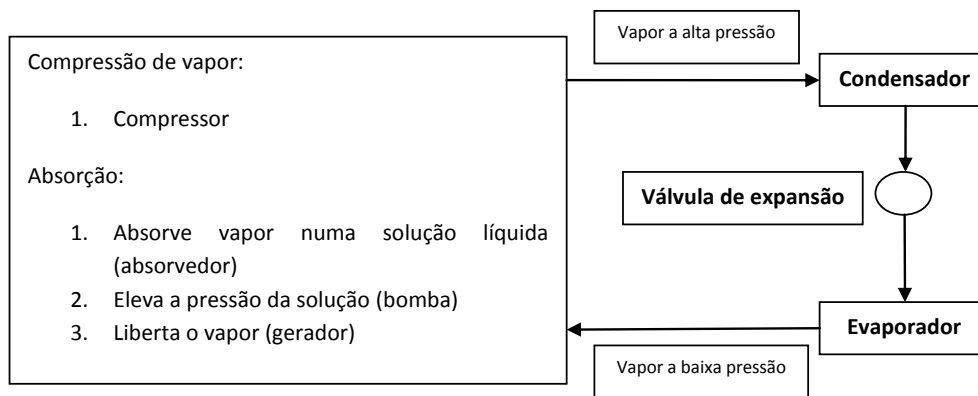 Vapor a alta pressão
Compressão de vapor:
1. Compressor
Absorção:
1. Absorve vapor numa solução líquida
(absorvedor)
2. Eleva a pressão da solução (bomba)
3. Liberta o vapor (gerador)
Condensador
Válvula de expansão
Evaporador
Vapor a baixa pressão